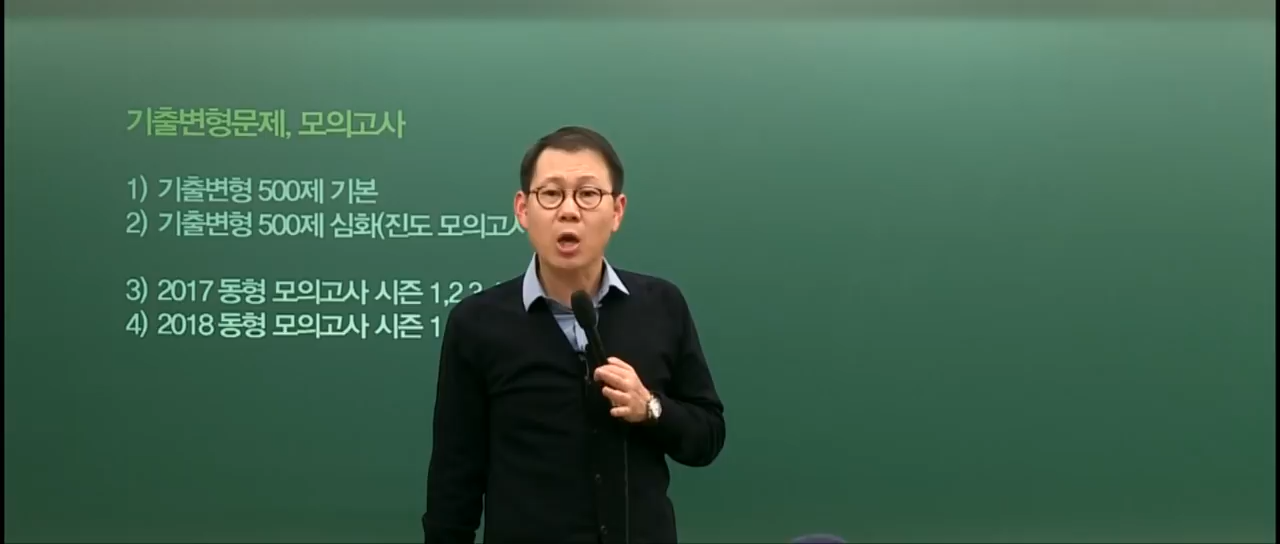 기출변형문제, 모의고사
1) 기출변형 500제 기본
2) 기출변형 500제 심화(진도
3) 2017 동형 모의고사 시즌 1,2
4) 2018 동형 모의고사 시즌 1